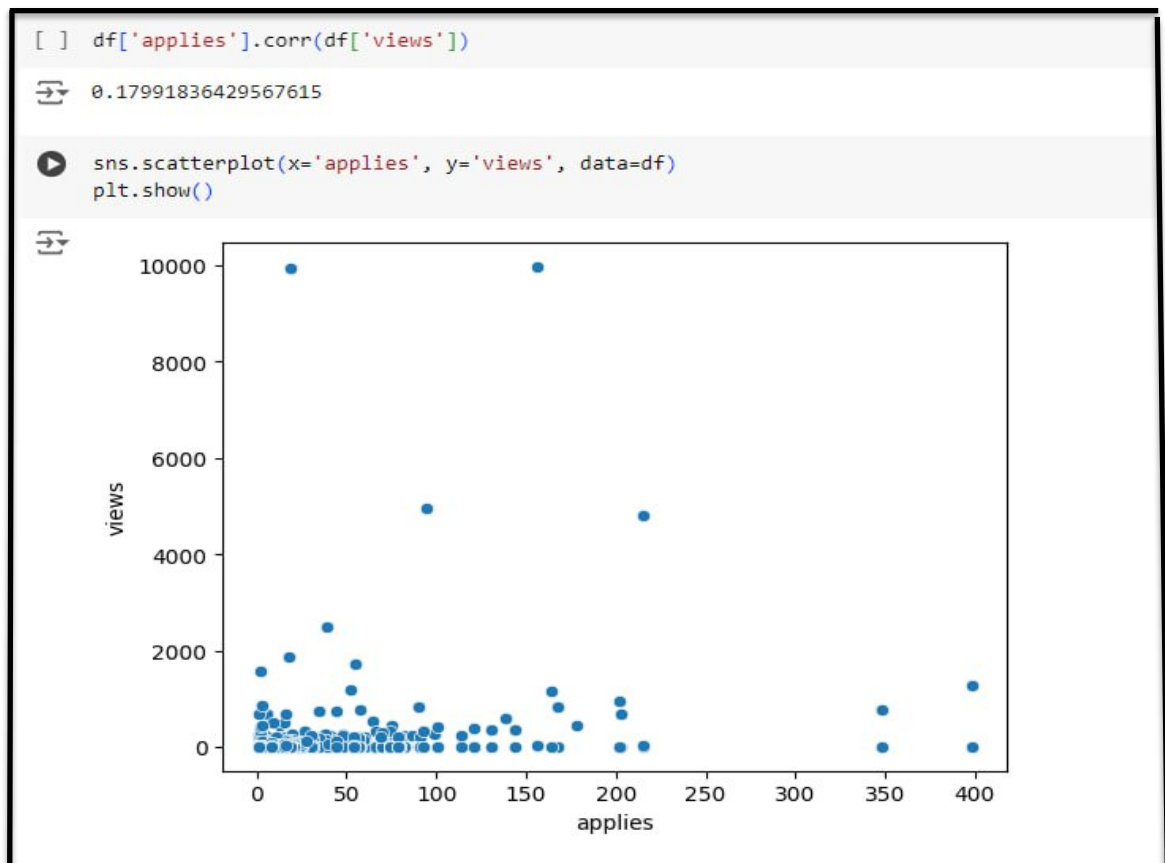 [ ] df['applies'].corr(df['views'])
0.17991836429567615
sns.scatterplot(x='applies', y='views', data=df)
plt.show()
10000
8000
6000
4000
2000
0
views
0 50 100 150 200 250 300 350 400
applies